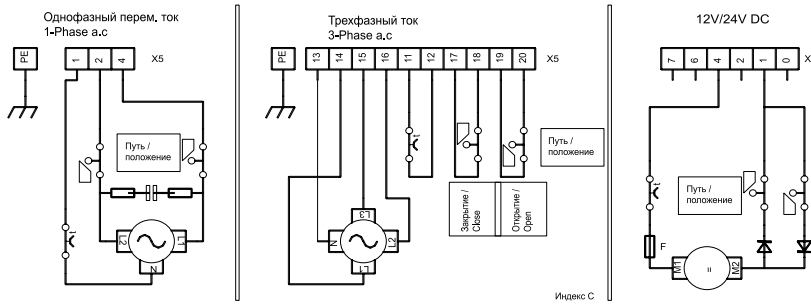 Однофазный перем. ток
1-Phase a.c
PE
1 2 4 X5
Путь /
положение
t
L2 L1
N
Трехфазный ток
3-Phase a.c
PE
13 14 15 16 11 12 17 18 19 20 X5
t
Путь /
положение
Закрытие /
Close
Открытие /
Open
L3
N L2
L1
Индекс C
12V/24V DC
7 6 4 2 1 0 X
t
Путь /
положение
F
M1 = M2